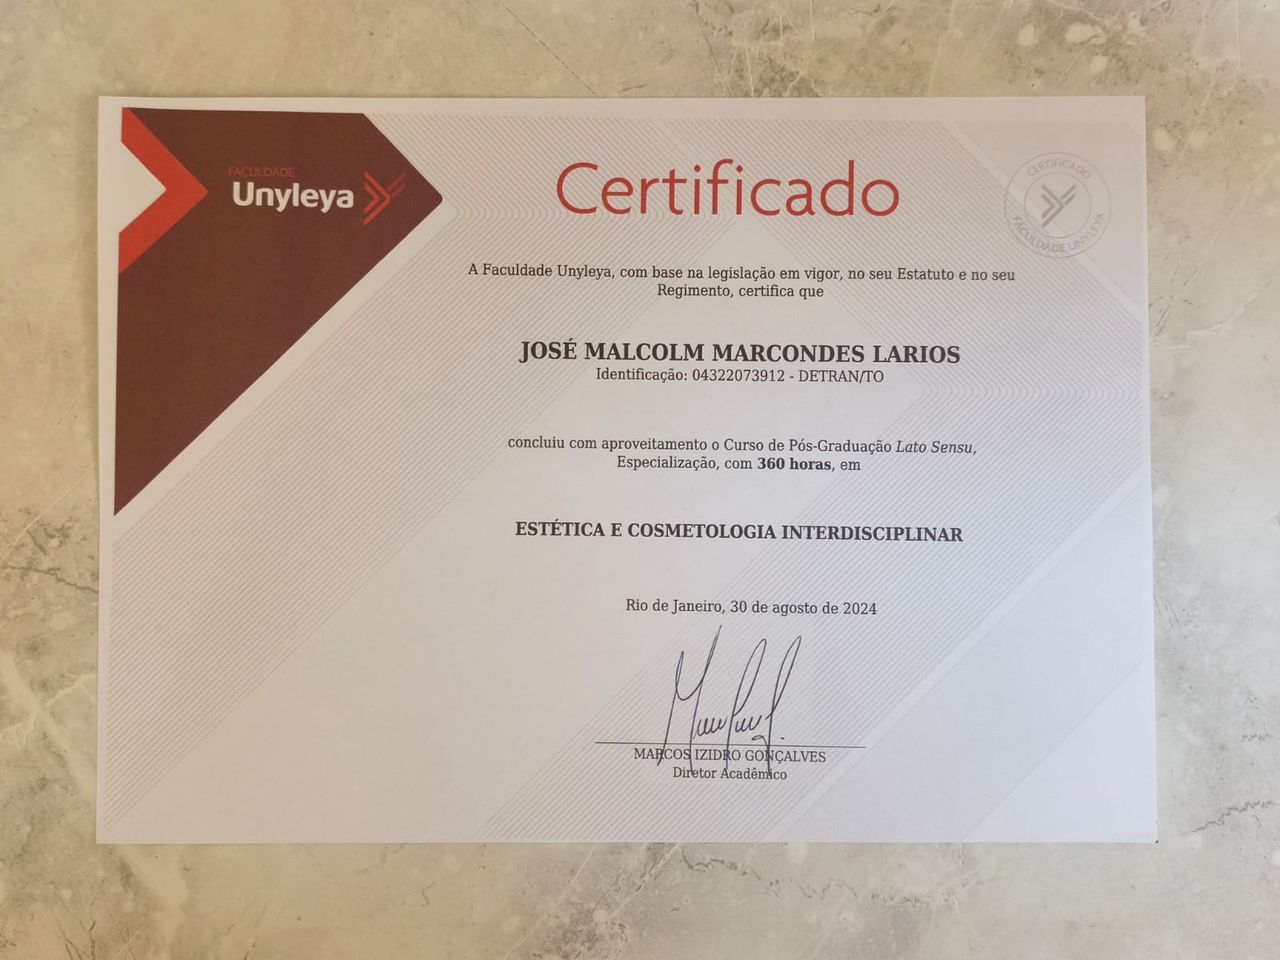 FACULDADE
Unyleya
Certificado
CERTIFICADO
FACULDADE UNYLEYA
A Faculdade Unyleya, com base na legislação em vigor, no seu Estatuto e no seu
Regimento, certifica que
JOSÉ MALCOLM MARCONDES LARIOS
Identificação: 04322073912 - DETRAN/TO
concluiu com aproveitamento o Curso de Pós-Graduação Lato Sensu,
Especialização, com 360 horas, em
ESTÉTICA E COSMETOLOGIA INTERDISCIPLINAR
Rio de Janeiro, 30 de agosto de 2024
MARCOS IZIDRO GONÇALVES
Diretor Acadêmico